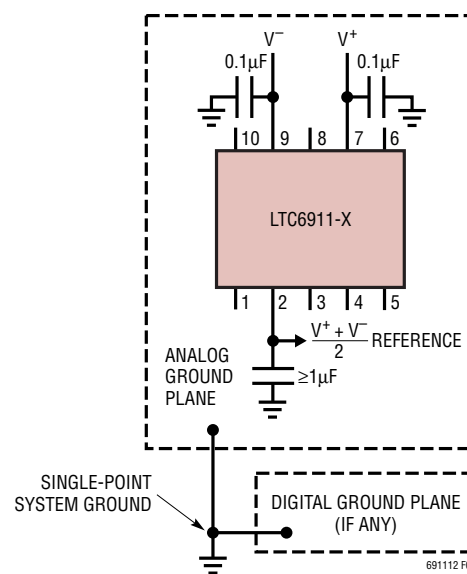 V–
V+
0.1µF
0.1µF
10
9
8
7
6
LTC6911-X
1
2
3
4
5
V+ + V–
2
REFERENCE
≥1µF
ANALOG
GROUND
PLANE
SINGLE-POINT
SYSTEM GROUND
DIGITAL GROUND PLANE
(IF ANY)
691112 F